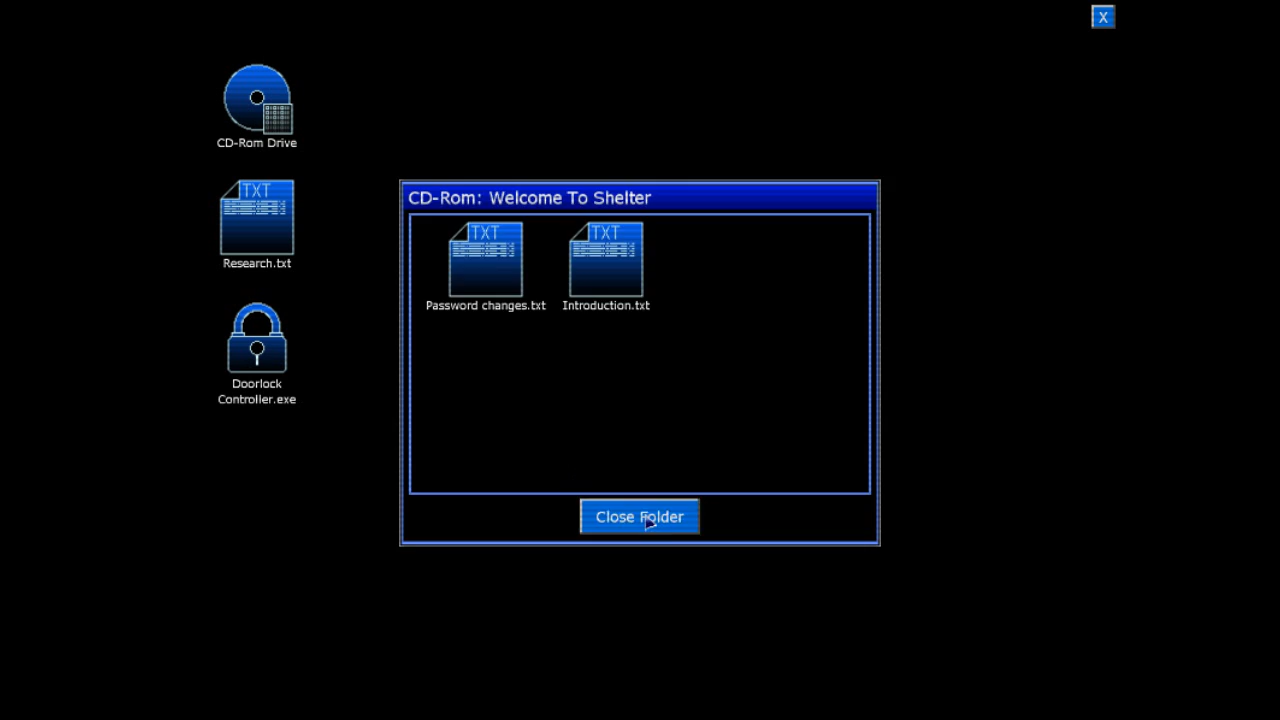 X
CD-Rom Drive
TXT
Research.txt
Doorlock
Controller.exe
CD-Rom: Welcome To Shelter
TXT
TXT
Password changes.txt
Introduction.txt
Close Folder